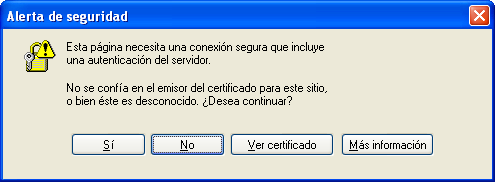 Alerta de seguridad
Esta página necesita una conexión segura que incluye
una autenticación del servidor.
No se confía en el emisor del certificado para este sitio,
o bien éste es desconocido. ¿Desea continuar?
Sí No Ver certificado Más información